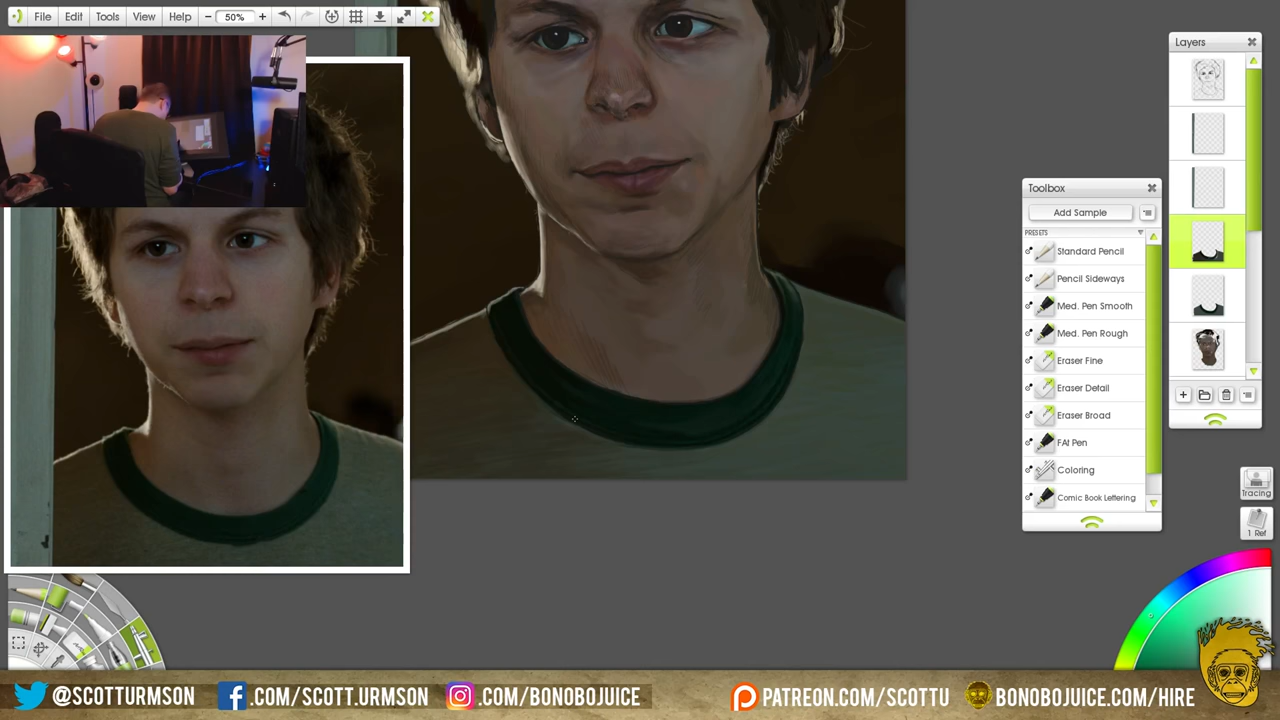 File Edit Tools View Help 50%
Layers
Toolbox
Add Sample
PRESETS
Standard Pencil
Pencil Sideways
Med. Pen Smooth
Med. Pen Rough
Eraser Fine
Eraser Detail
Eraser Broad
FAt Pen
Coloring
Comic Book Lettering
Tracing
1 Ref
@SCOTTURMSON .COM/SCOTT.URMSON .COM/BONOBOJUICE PATREON.COM/SCOTTU BONOBOJUICE.COM/HIRE